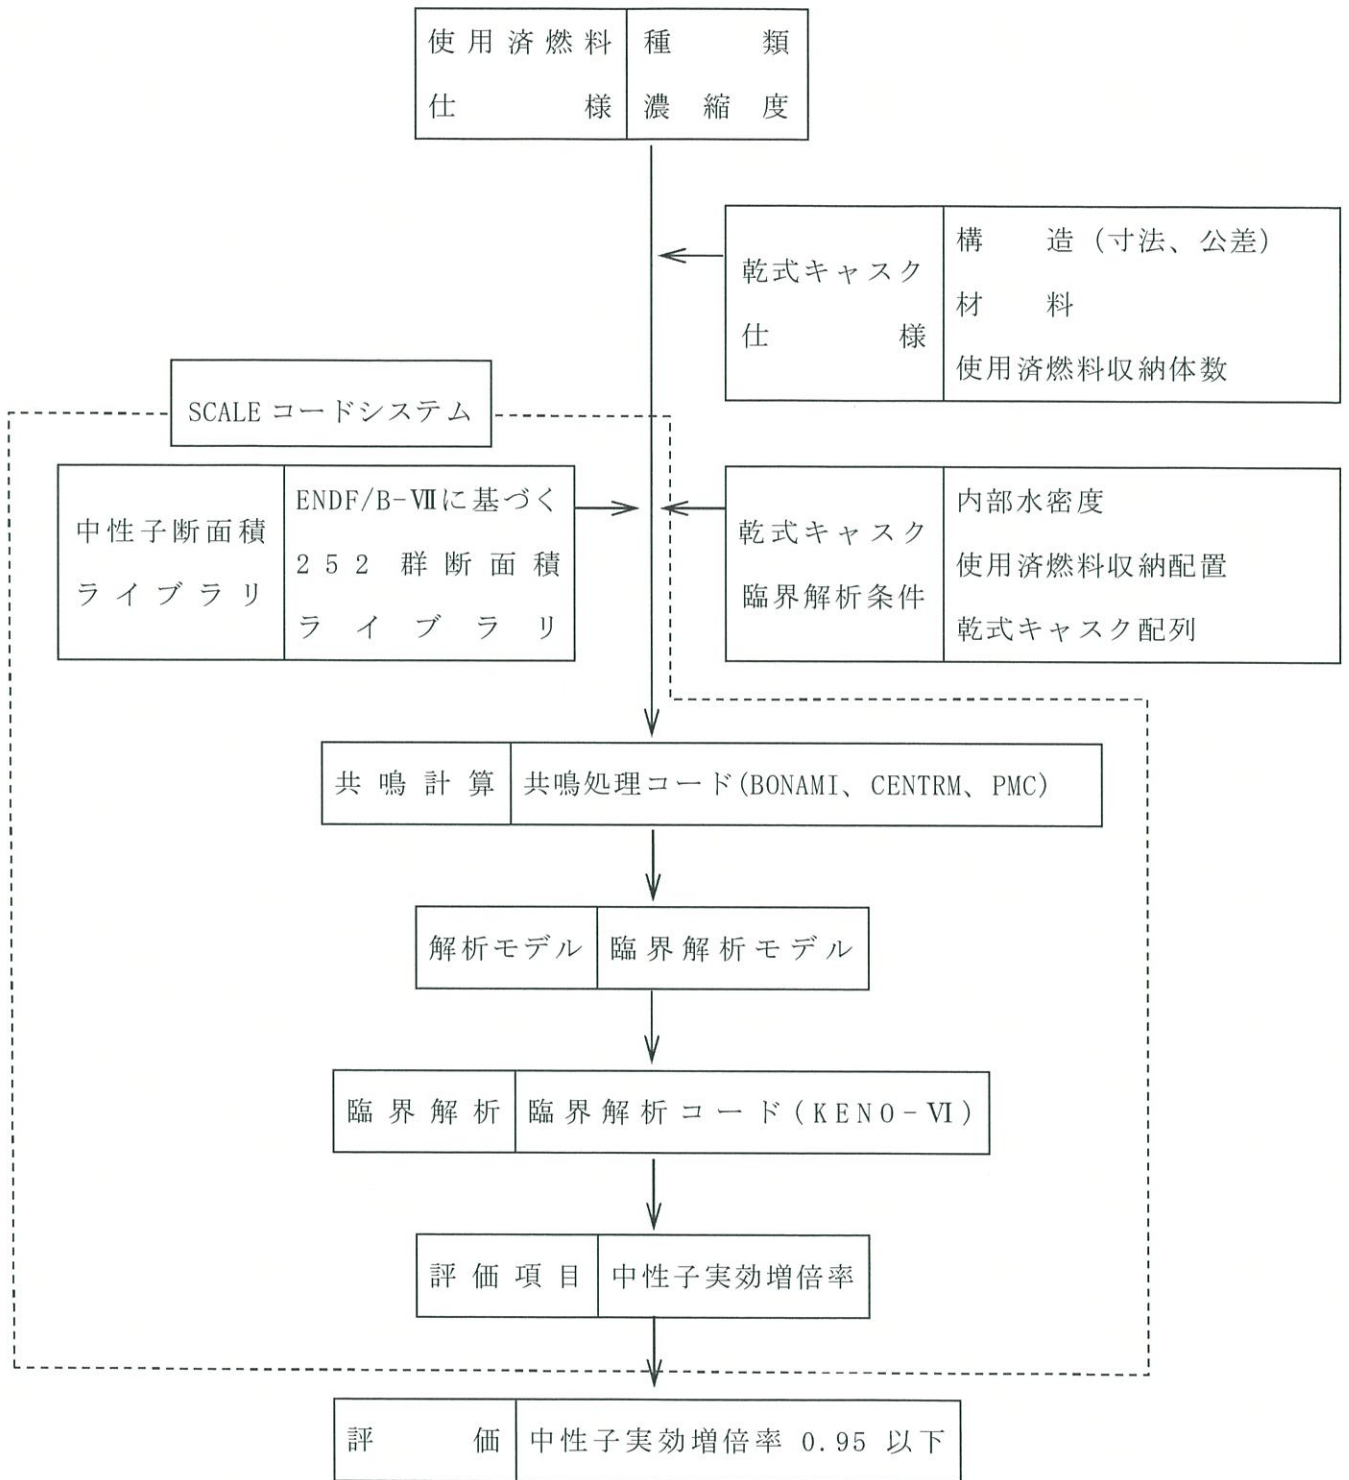 使用済燃料 種類
仕様 濃縮度
乾式キャスク
仕様
構造（寸法、公差）
材料
使用済燃料収納体数
SCALE コードシステム
中性子断面積
ライブラリ
ENDF/B-Ⅶに基づく
252 群断面積
ライブラリ
乾式キャスク
臨界解析条件
内部水密度
使用済燃料収納配置
乾式キャスク配列
共鳴計算 共鳴処理コード(BONAMI、CENTRM、PMC)
解析モデル 臨界解析モデル
臨界解析 臨界解析コード(KENO-Ⅵ)
評価項目 中性子実効増倍率
評価 中性子実効増倍率 0.95 以下